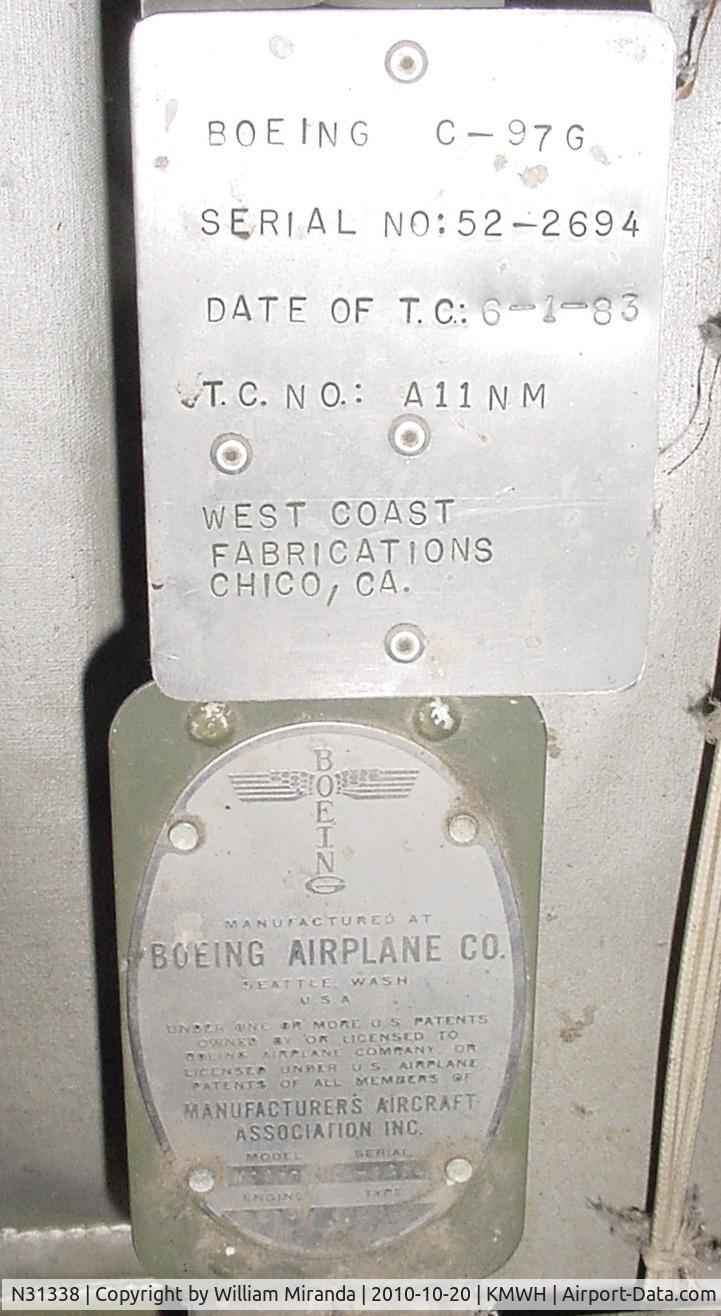 BOEING C-97G
SERIAL NO:52-2694
DATE OF T.C.: 6-1-83
T.C. NO.: A11NM
WEST COAST
FABRICATIONS
CHICO, CA.
BOEING
MANUFACTURED AT
BOEING AIRPLANE CO.
SEATTLE, WASH
U.S.A
UNDER ONE OR MORE U.S. PATENTS
OWNED BY OR LICENSED TO
BOEING AIRPLANE COMPANY, OR
LICENSED UNDER U.S. AIRPLANE
PATENTS OF ALL MEMBERS OF
MANUFACTURER'S AIRCRAFT
ASSOCIATION INC.
MODEL SERIAL
ENGINE TYPE
N31338 | Copyright by William Miranda | 2010-10-20 | KMWH | Airport-Data.com